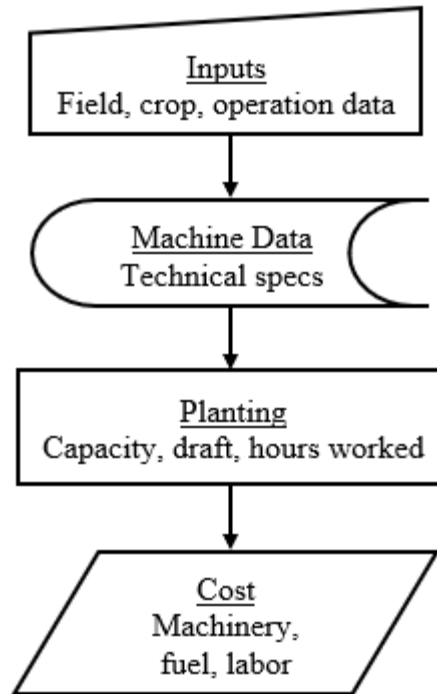 Inputs
Field, crop, operation data
Machine Data
Technical specs
Planting
Capacity, draft, hours worked
Cost
Machinery,
fuel, labor